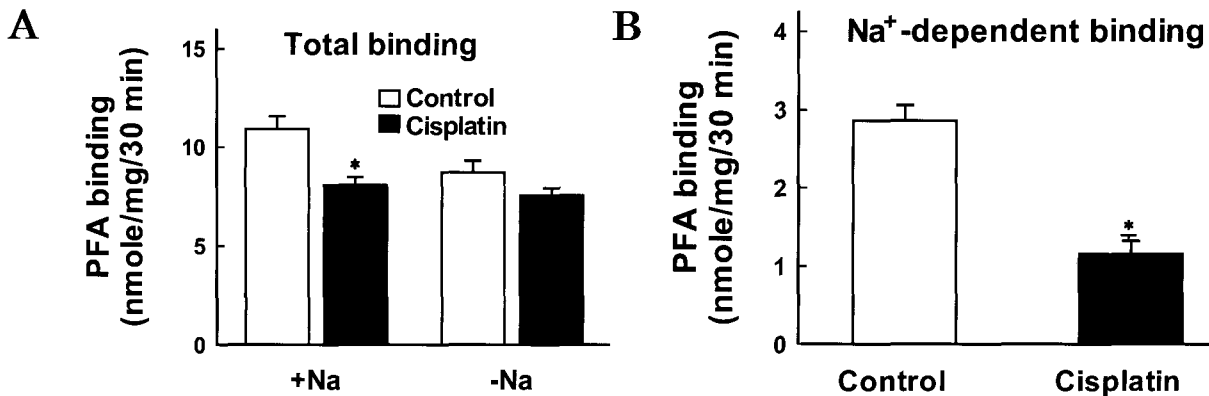 A
Total binding
PFA binding
(nmole/mg/30 min)
15
10
5
0
Control
Cisplatin
*
+Na
-Na
B
Na⁺-dependent binding
PFA binding
(nmole/mg/30 min)
4
3
2
1
0
*
Control
Cisplatin